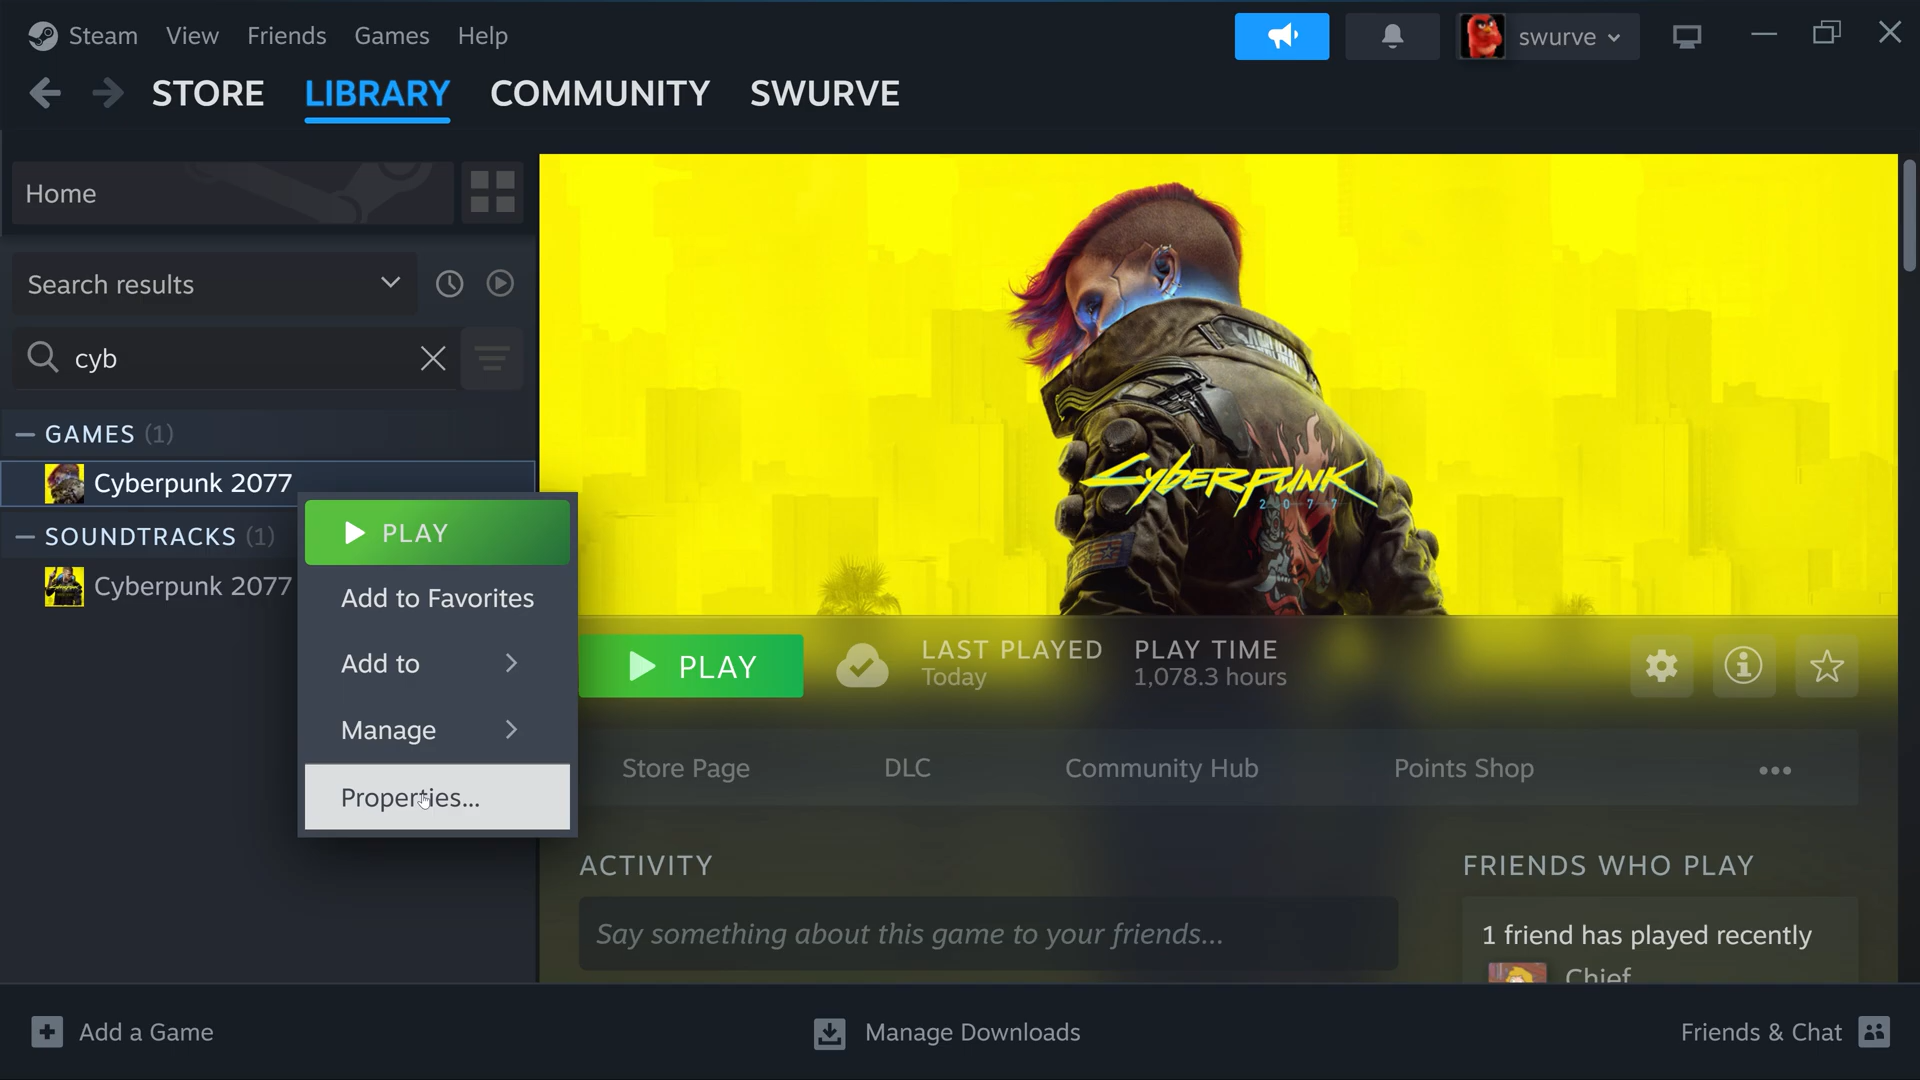 Steam View Friends Games Help
swurve
STORE LIBRARY COMMUNITY SWURVE
Home
Search results
cyb
GAMES (1)
Cyberpunk 2077
SOUNDTRACKS (1)
Cyberpunk 2077
PLAY
Add to Favorites
Add to
Manage
Properties...
SAMURAI
CYBERPUNK
2077
PLAY
LAST PLAYED
Today
PLAY TIME
1,078.3 hours
Store Page DLC Community Hub Points Shop
ACTIVITY
Say something about this game to your friends...
FRIENDS WHO PLAY
1 friend has played recently
Chief
Add a Game
Manage Downloads
Friends & Chat